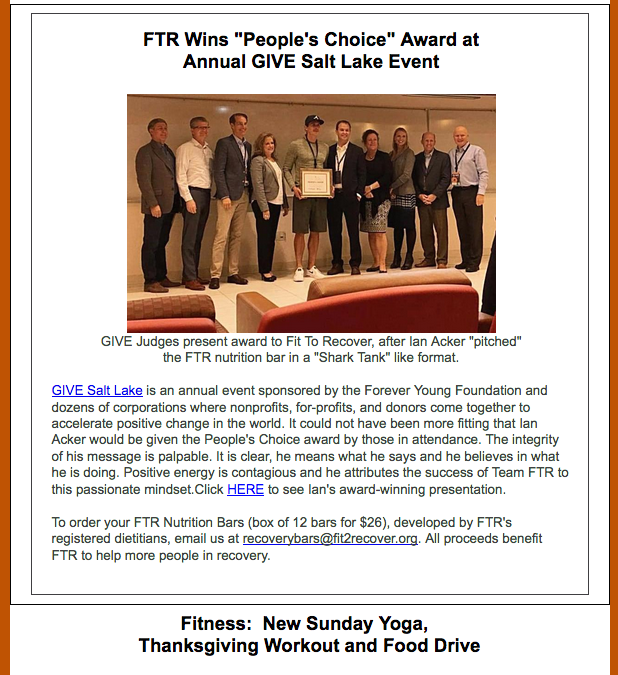 FTR Wins "People's Choice" Award at
Annual GIVE Salt Lake Event
GIVE Judges present award to Fit To Recover, after Ian Acker "pitched"
the FTR nutrition bar in a "Shark Tank" like format.
GIVE Salt Lake is an annual event sponsored by the Forever Young Foundation and
dozens of corporations where nonprofits, for-profits, and donors come together to
accelerate positive change in the world. It could not have been more fitting that Ian
Acker would be given the People's Choice award by those in attendance. The integrity
of his message is palpable. It is clear, he means what he says and he believes in what
he is doing. Positive energy is contagious and he attributes the success of Team FTR to
this passionate mindset.Click HERE to see Ian's award-winning presentation.
To order your FTR Nutrition Bars (box of 12 bars for $26), developed by FTR's
registered dietitians, email us at recoverybars@fit2recover.org. All proceeds benefit
FTR to help more people in recovery.
Fitness:  New Sunday Yoga,
Thanksgiving Workout and Food Drive